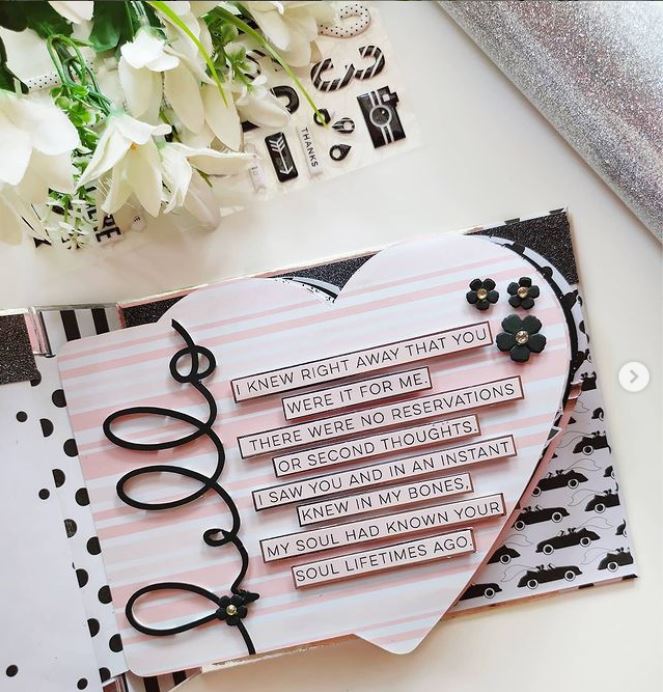 THANKS
I KNEW RIGHT AWAY THAT YOU
WERE IT FOR ME.
THERE WERE NO RESERVATIONS
OR SECOND THOUGHTS.
I SAW YOU AND IN AN INSTANT
KNEW IN MY BONES,
MY SOUL HAD KNOWN YOUR
SOUL LIFETIMES AGO.